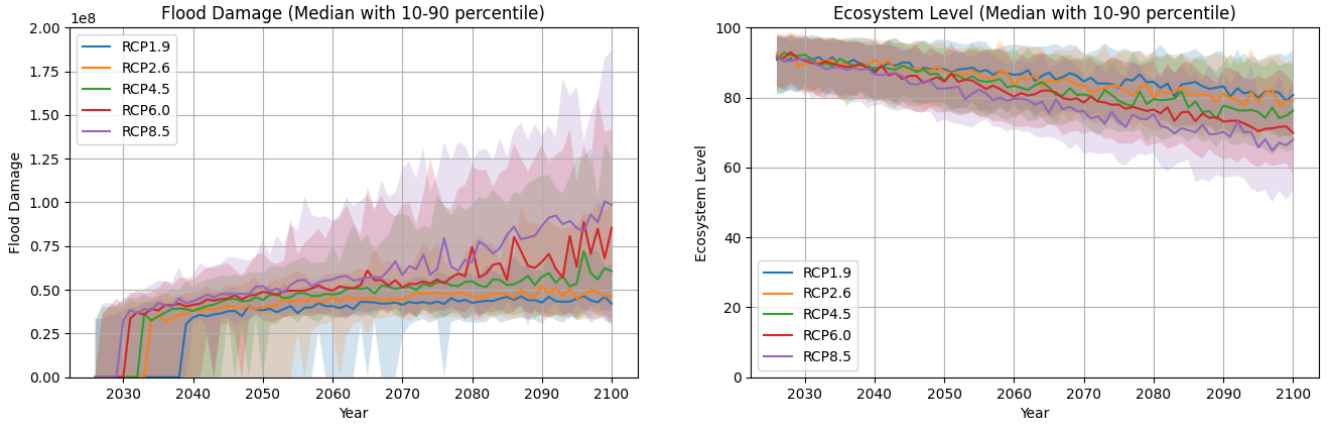 Flood Damage (Median with 10-90 percentile)
1e8
2.00
1.75
1.50
1.25
1.00
0.75
0.50
0.25
0.00
Flood Damage
RCP1.9
RCP2.6
RCP4.5
RCP6.0
RCP8.5
2030 2040 2050 2060 2070 2080 2090 2100
Year
Ecosystem Level (Median with 10-90 percentile)
100
80
60
40
20
0
Ecosystem Level
RCP1.9
RCP2.6
RCP4.5
RCP6.0
RCP8.5
2030 2040 2050 2060 2070 2080 2090 2100
Year